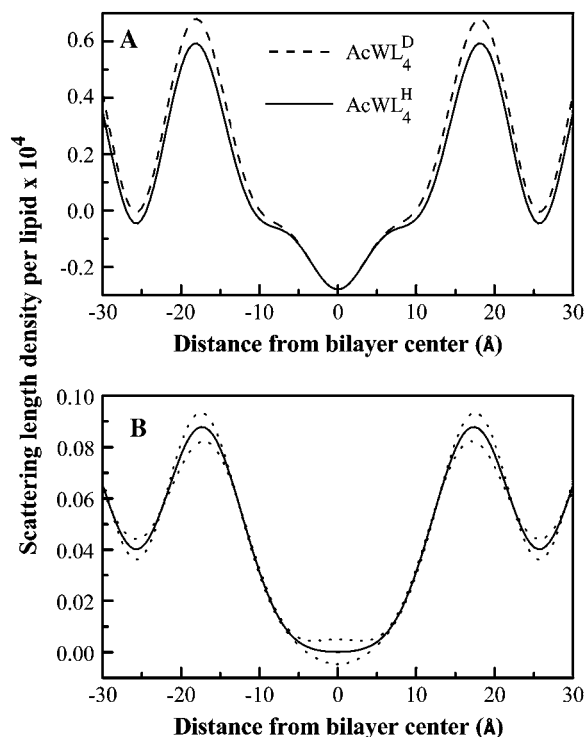 Scattering length density per lipid x 10⁴
A
AcWL₄ᴰ
AcWL₄ᴴ
0.6
0.4
0.2
0.0
-0.2
-30 -20 -10 0 10 20 30
Distance from bilayer center (Å)
B
0.10
0.08
0.06
0.04
0.02
0.00
-30 -20 -10 0 10 20 30
Distance from bilayer center (Å)